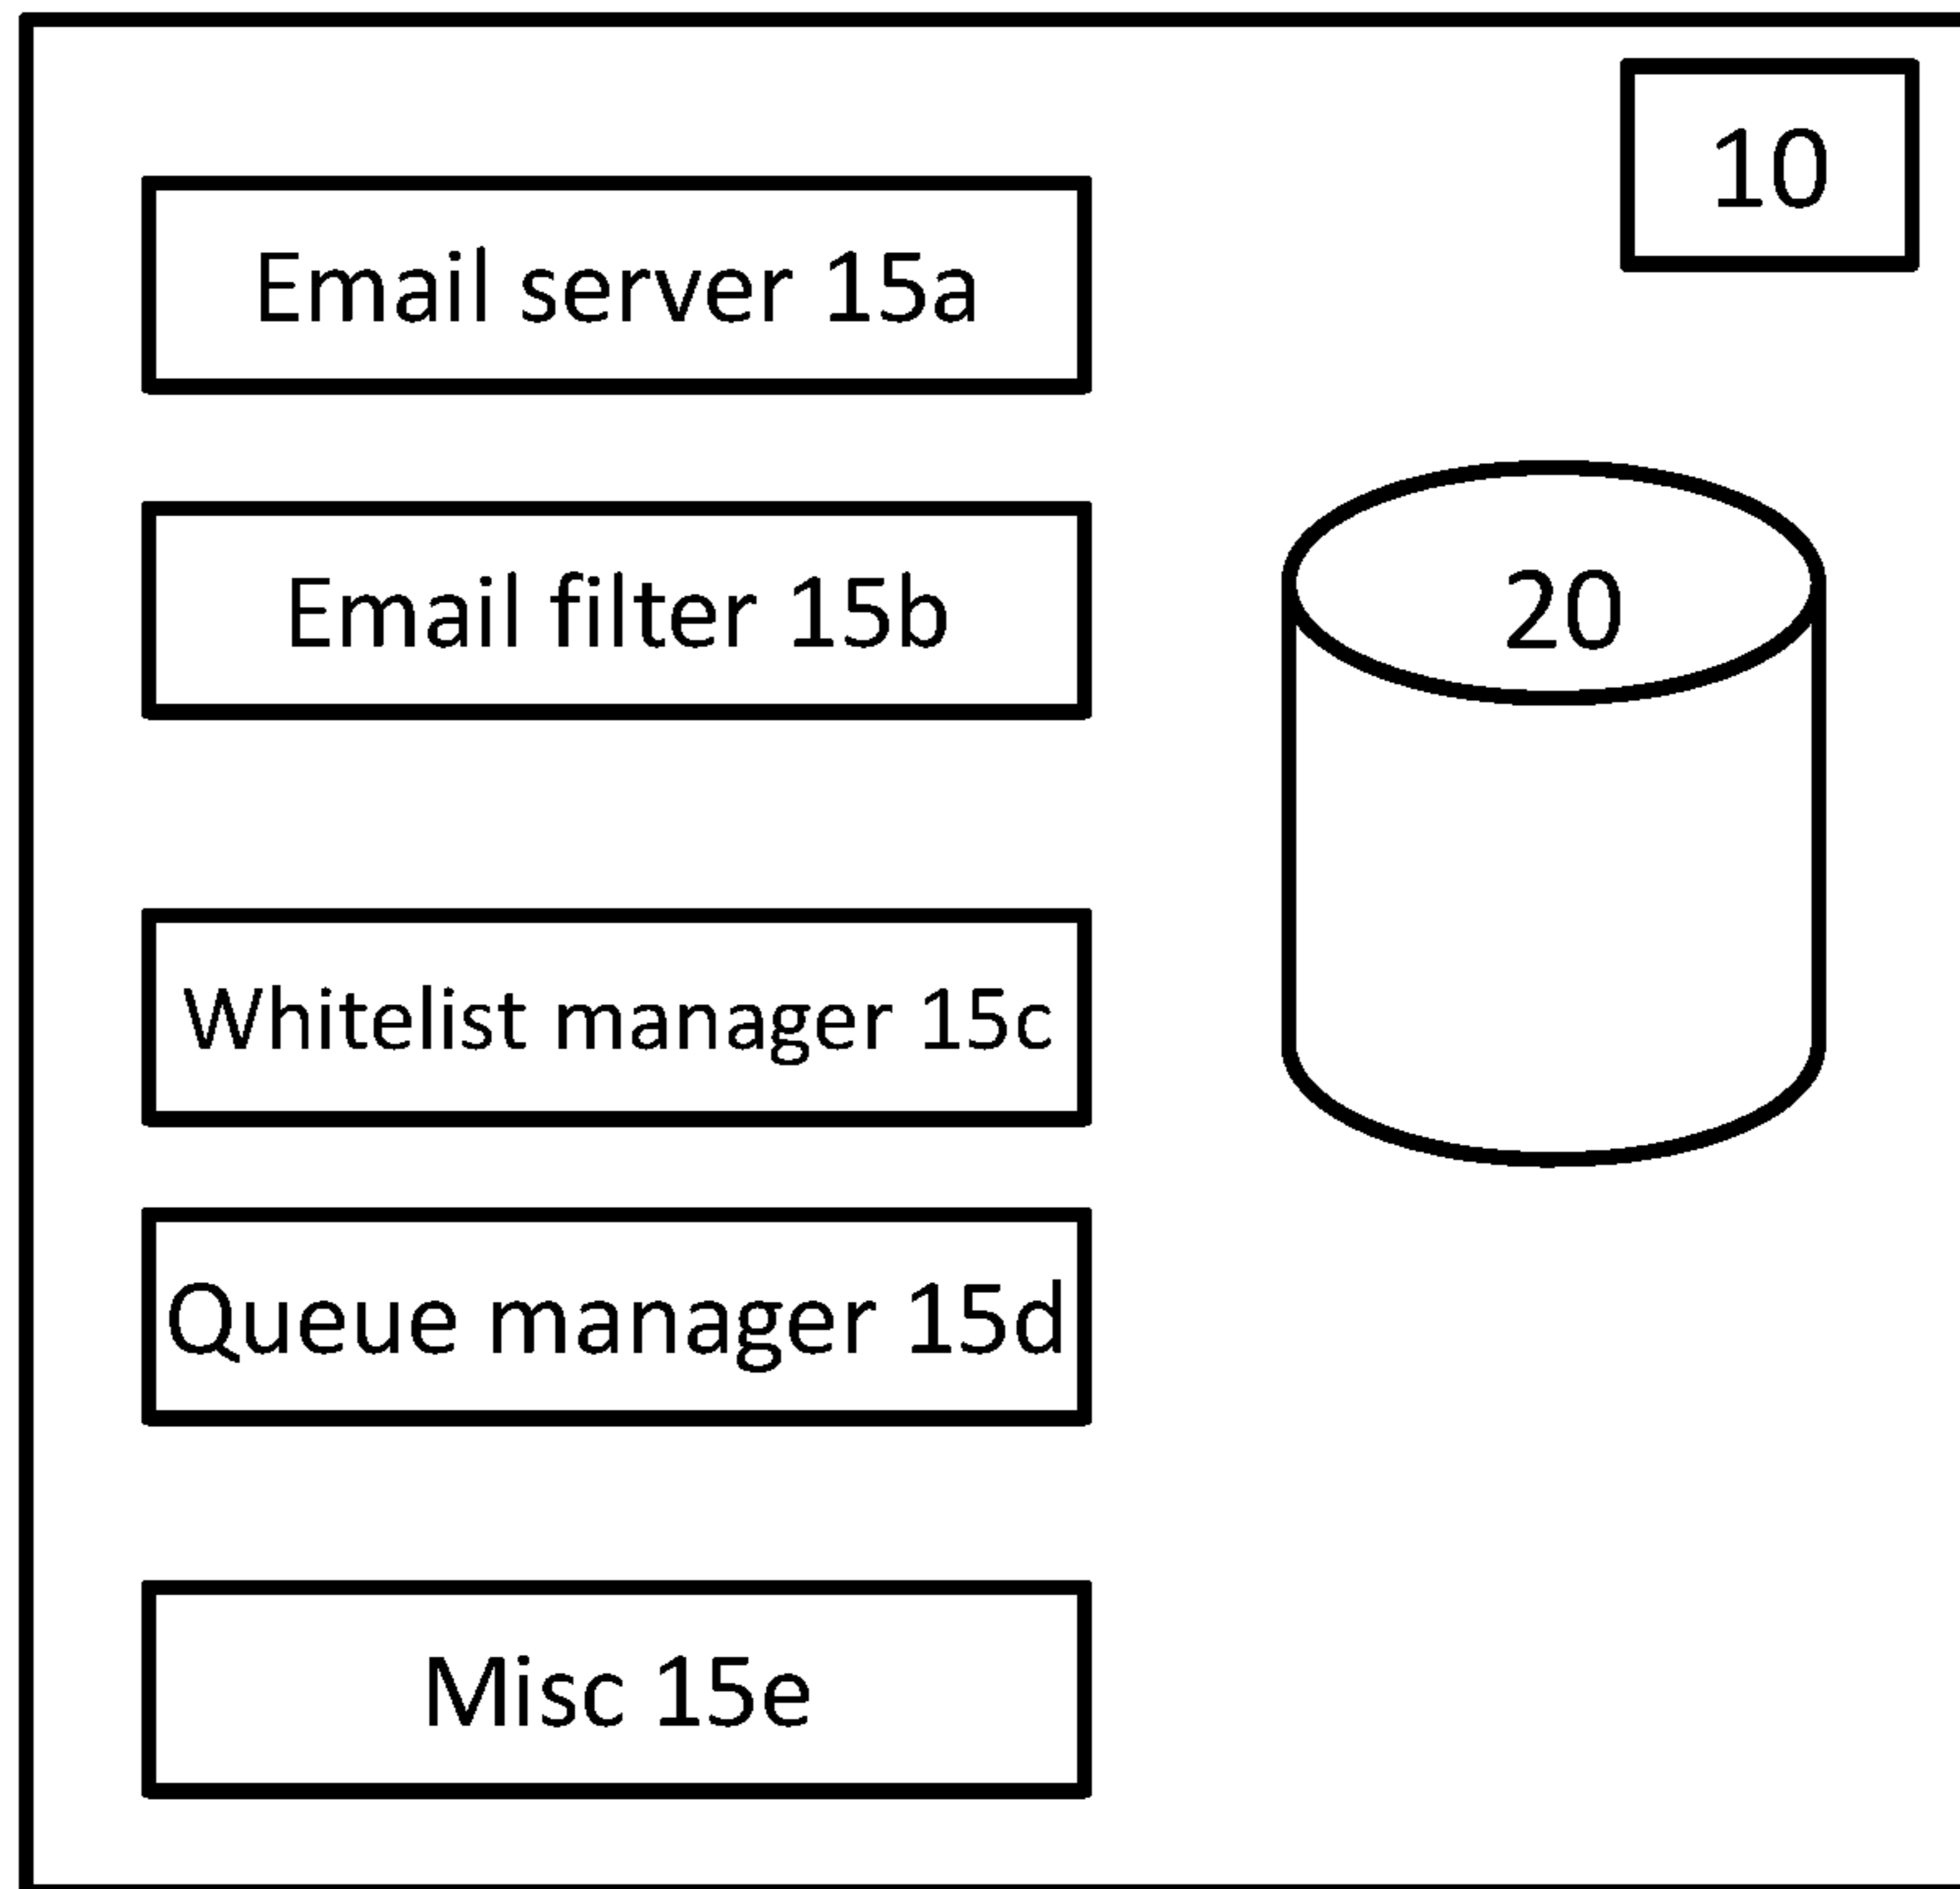 10
Email server 15a
Email filter 15b
20
Whitelist manager 15c
Queue manager 15d
Misc 15e